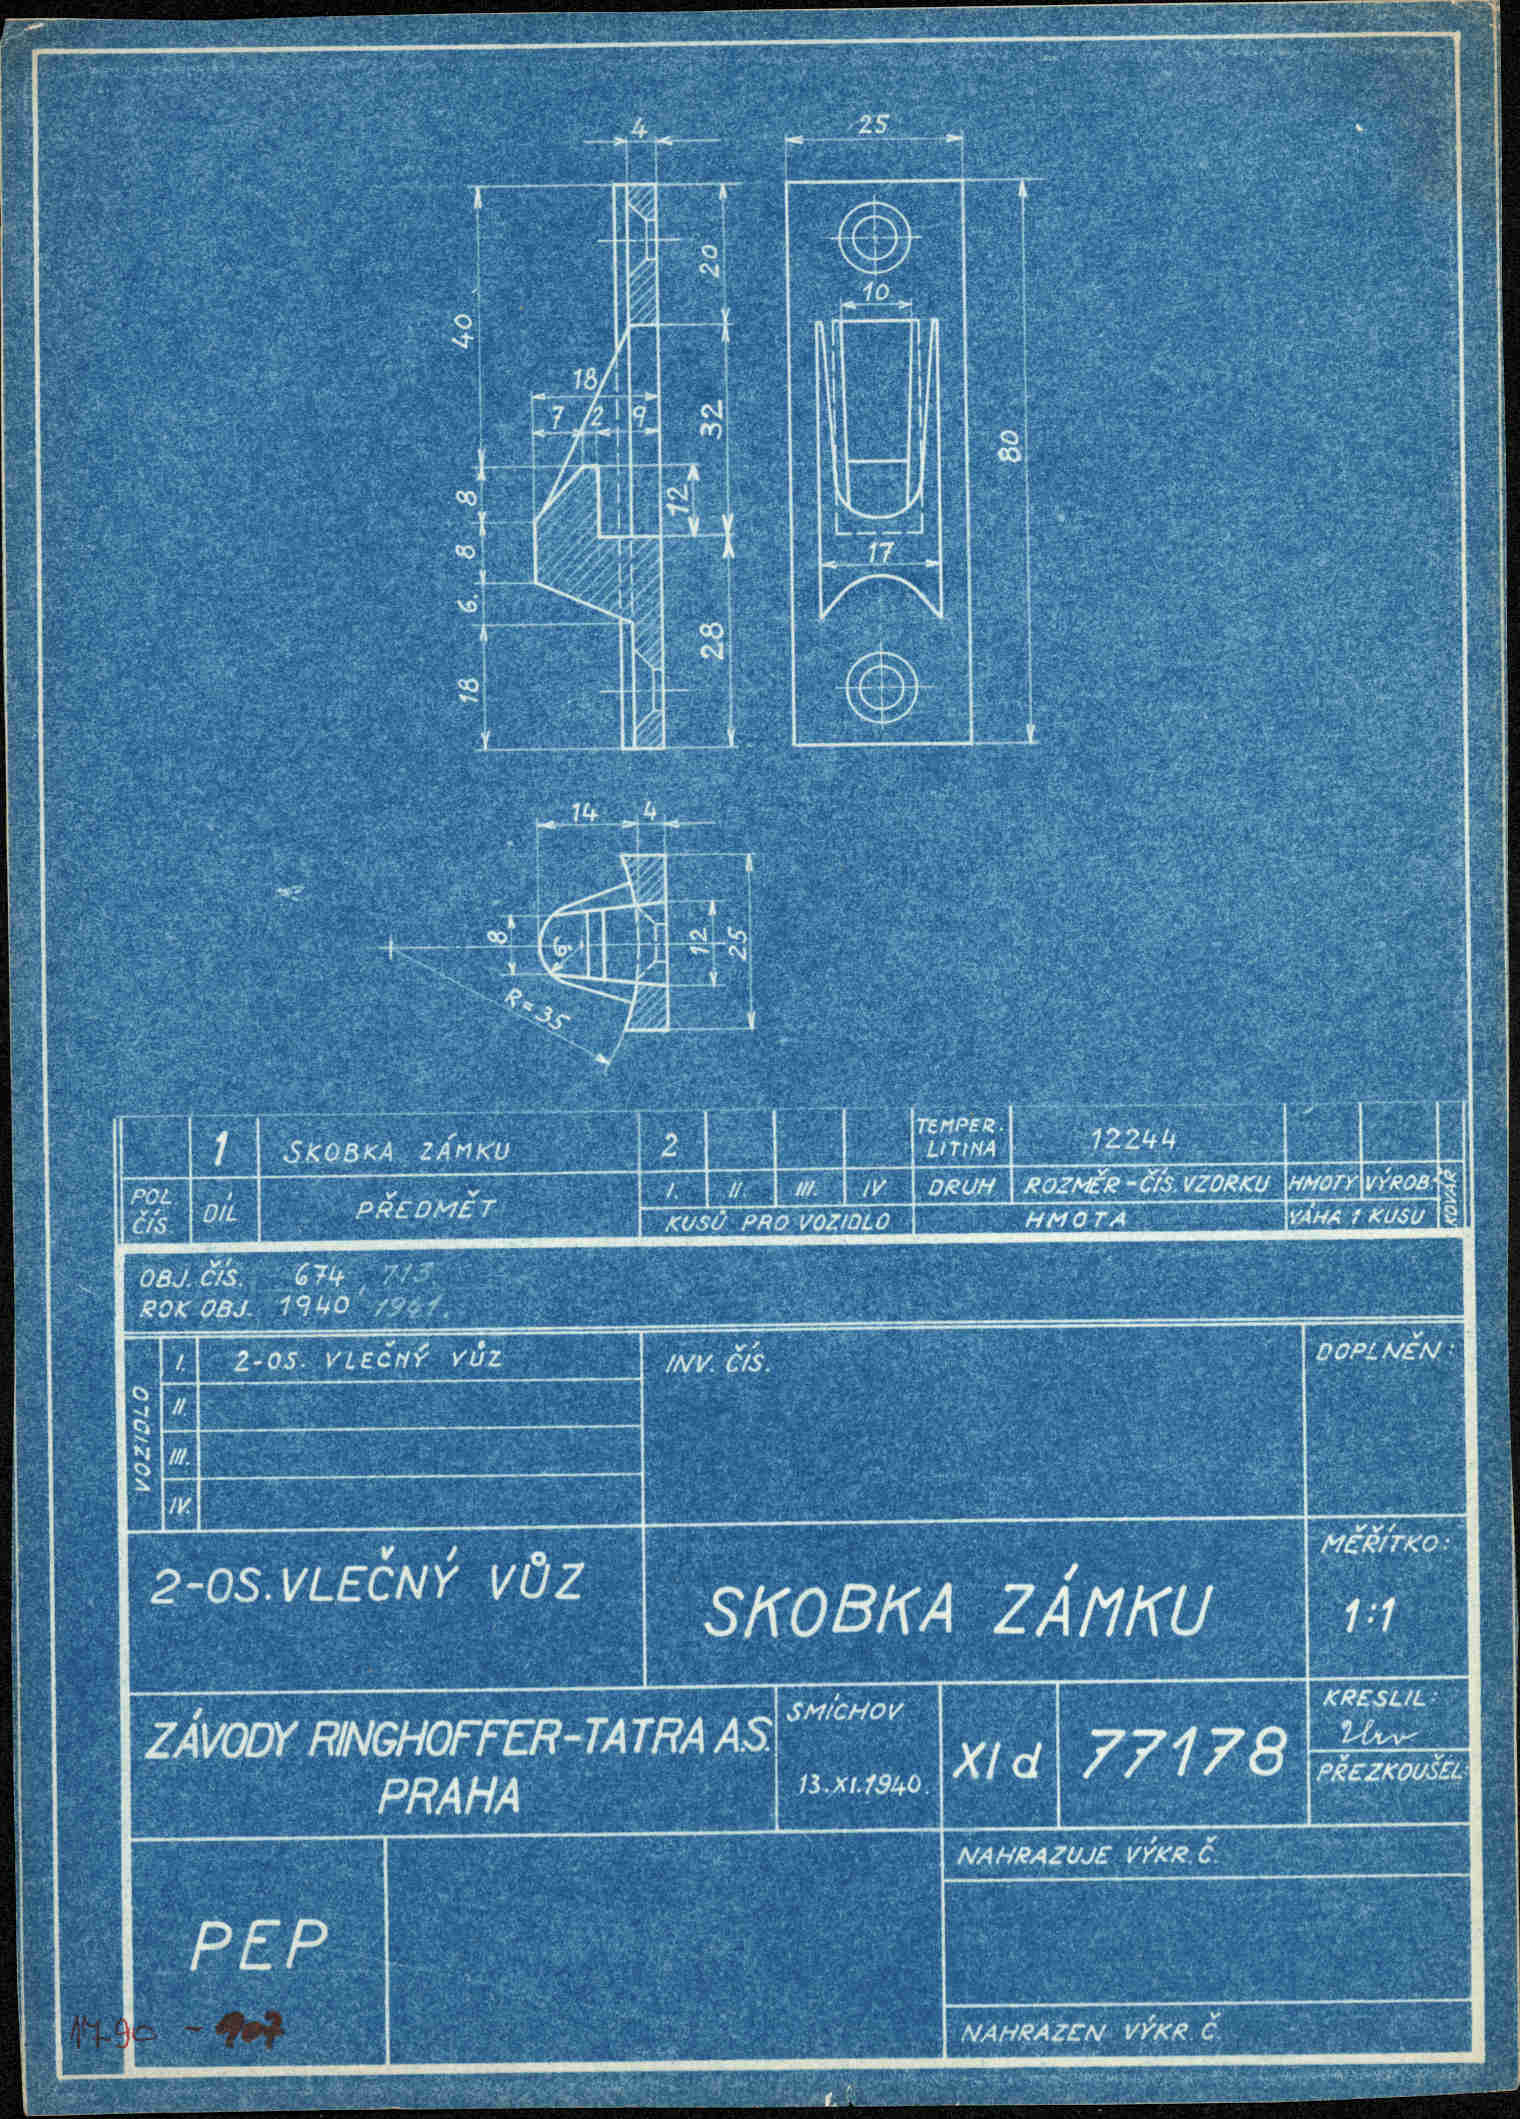 4
25
40
20
10
18
7 2 9
32
80
8
12
8
17
6.
28
18
14 4
8
12
25
R=35
1 SKOBKA ZÁMKU 2 TEMPER. LITINA 12244
POL. ČÍS. DÍL PŘEDMĚT I. II. III. IV DRUH ROZMĚR-ČÍS. VZORKU HMOTY VÝROB. KOVÁŘ
KUSŮ PRO VOZIDLO HMOTA VÁHA 1 KUSU
OBJ. ČÍS. 674, 713.
ROK OBJ. 1940 1941.
VOZIDLO
I. 2-OS. VLEČNÝ VŮZ
II.
III.
IV.
INV. ČÍS.
DOPLNĚN:
2-OS. VLEČNÝ VŮZ
SKOBKA ZÁMKU
MĚŘÍTKO:
1:1
ZÁVODY RINGHOFFER-TATRA A.S.
PRAHA
SMÍCHOV
13.XI.1940.
XI d
77178
KRESLIL:
PŘEZKOUŠEL:
PEP
NAHRAZUJE VÝKR. Č.
NAHRAZEN VÝKR. Č.
1790 - 907